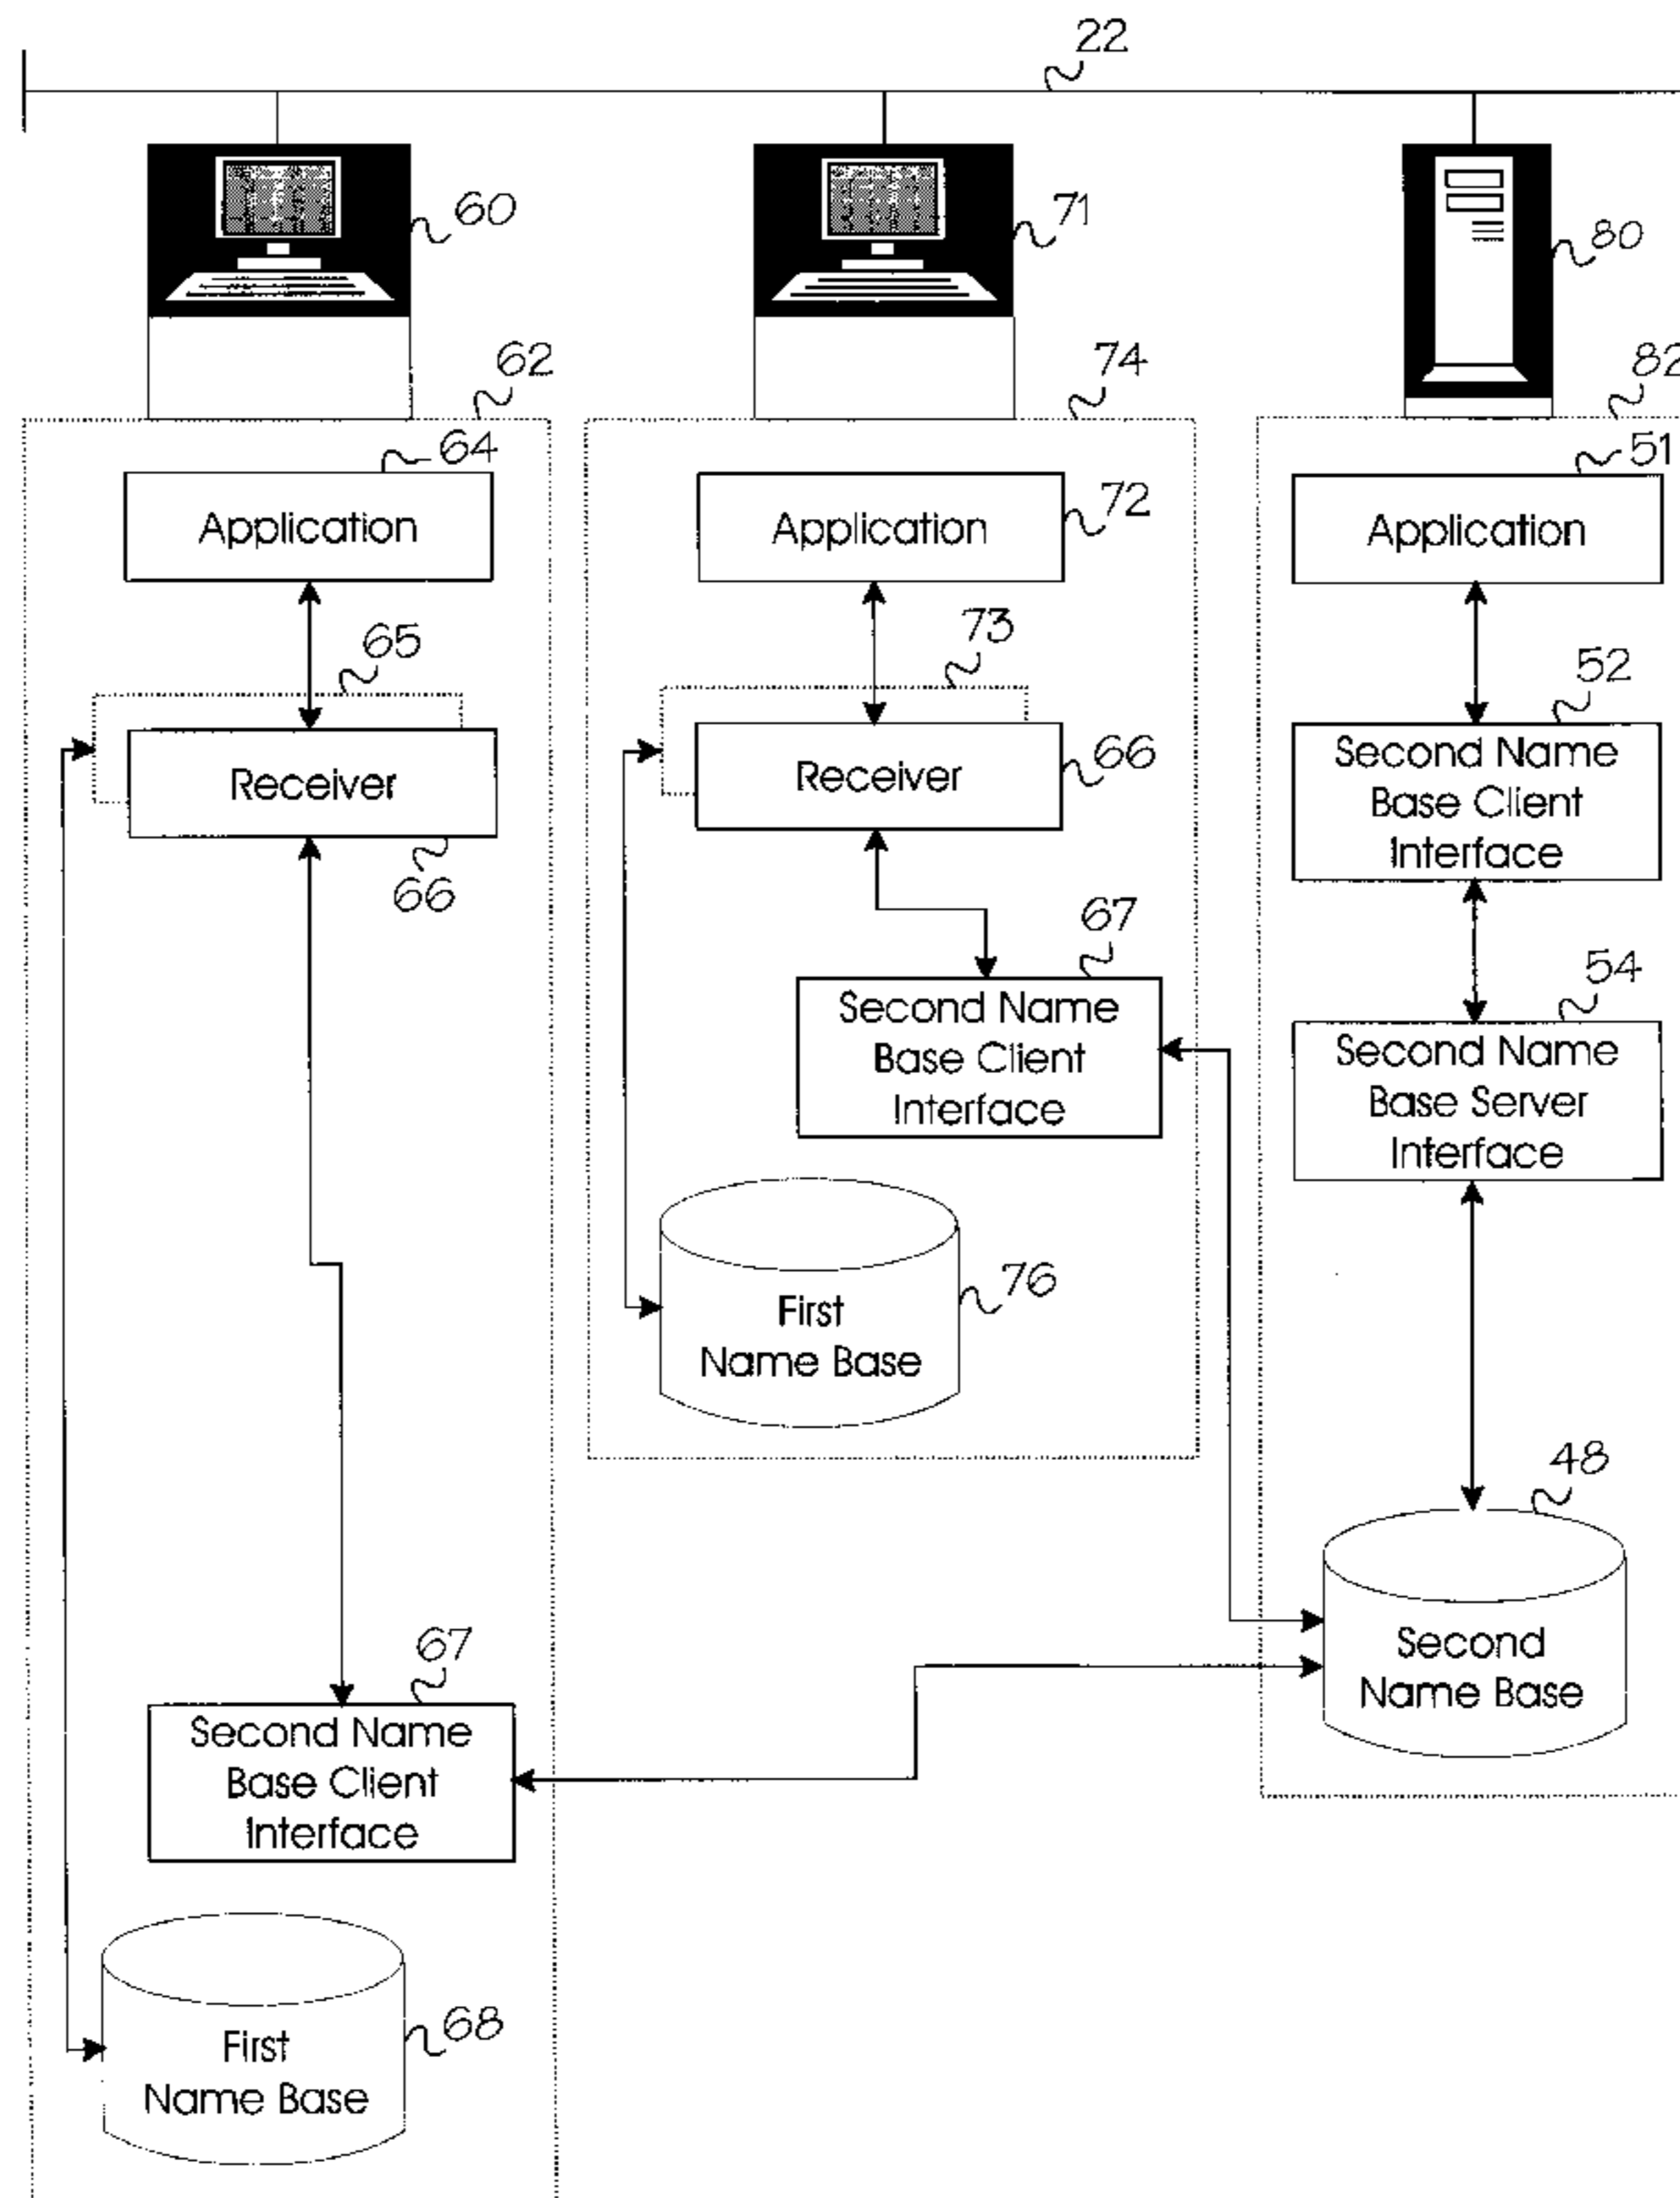 22
60
71
80
62
74
82
64
Application
Application
72
51
Application
65
Receiver
66
73
Receiver
66
52
Second Name
Base Client
Interface
67
Second Name
Base Client
Interface
54
Second Name
Base Server
Interface
First
Name Base
76
48
Second
Name Base
67
Second Name
Base Client
Interface
First
Name Base
68